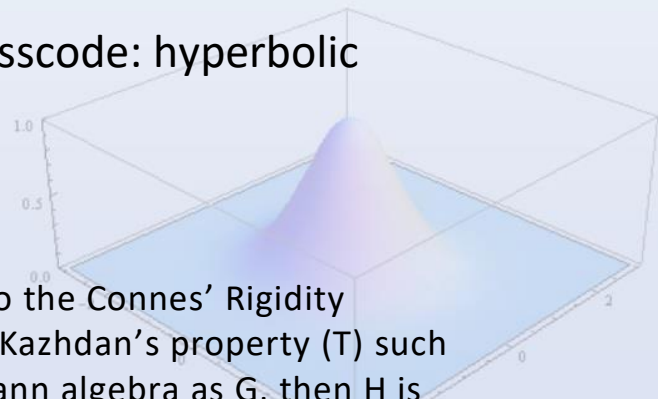 sscode: hyperbolic
1.0
0.5
0.0
o the Connes’ Rigidity
2
Kazhdan’s property (T) such
0
ann algebra as G, then H is